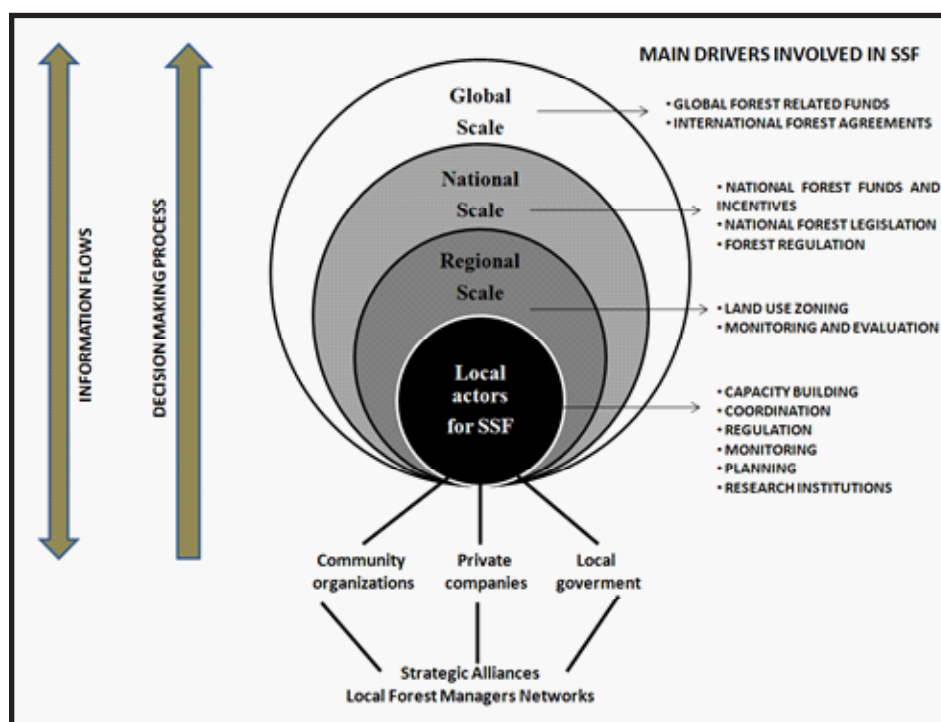 MAIN DRIVERS INVOLVED IN SSF
Global
Scale
• GLOBAL FOREST RELATED FUNDS
• INTERNATIONAL FOREST AGREEMENTS
National
Scale
• NATIONAL FOREST FUNDS AND
INCENTIVES
• NATIONAL FOREST LEGISLATION
• FOREST REGULATION
Regional
Scale
• LAND USE ZONING
• MONITORING AND EVALUATION
Local
actors
for SSF
• CAPACITY BUILDING
• COORDINATION
• REGULATION
• MONITORING
• PLANNING
• RESEARCH INSTITUTIONS
INFORMATION FLOWS
DECISION MAKING PROCESS
Community
organizations
Private
companies
Local
goverment
Strategic Alliances
Local Forest Managers Networks